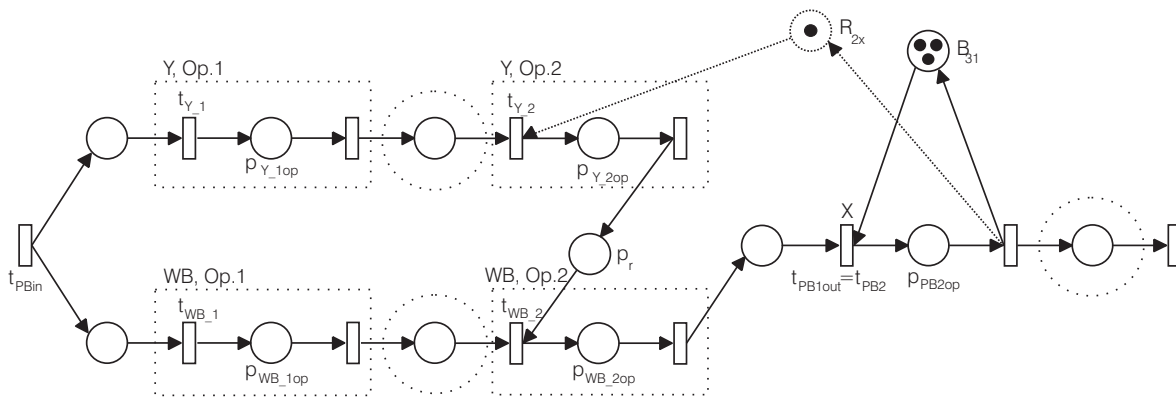 R2x
B31
Y, Op.1
Y, Op.2
tY_1
tY_2
pY_1op
pY_2op
X
pr
tPBin
WB, Op.1
WB, Op.2
tPB1out=tPB2
pPB2op
tWB_1
tWB_2
pWB_1op
pWB_2op